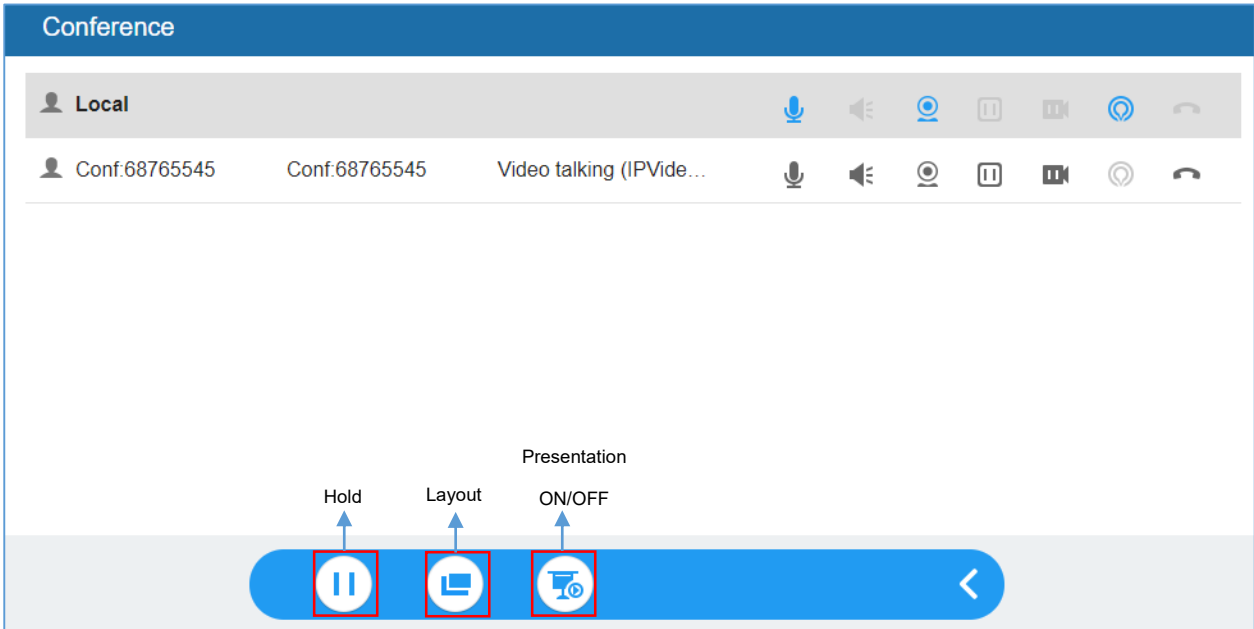 Conference
Local
Conf:68765545 Conf:68765545 Video talking (IPVide...
Presentation
Hold Layout ON/OFF